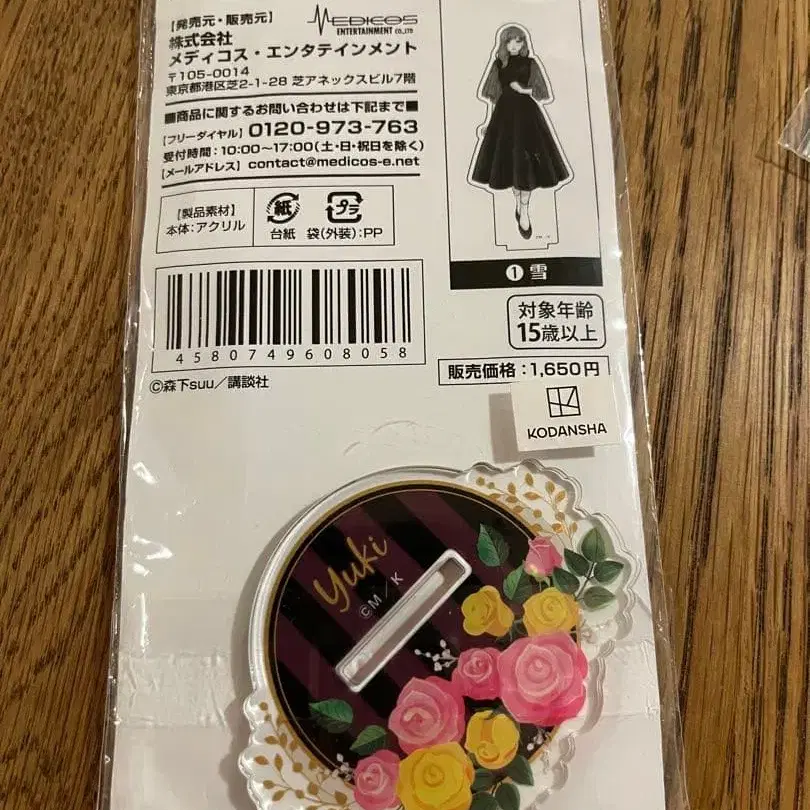 【発売元・販売元】
MEDICOS
ENTERTAINMENT CO.,LTD
株式会社
メディコス・エンタテインメント
〒105-0014
東京都港区芝2-1-28 芝アネックスビル7階
■商品に関するお問い合わせは下記まで■
【フリーダイヤル】0120-973-763
受付時間：10:00〜17:00(土・日・祝日を除く)
【メールアドレス】contact@medicos-e.net
【製品素材】
本体：アクリル
紙
台紙
プラ
袋(外装)：PP
❶雪
4580749608058
対象年齢
15歳以上
©森下suu／講談社
販売価格：1,650円
KODANSHA
Yuki
©M／K